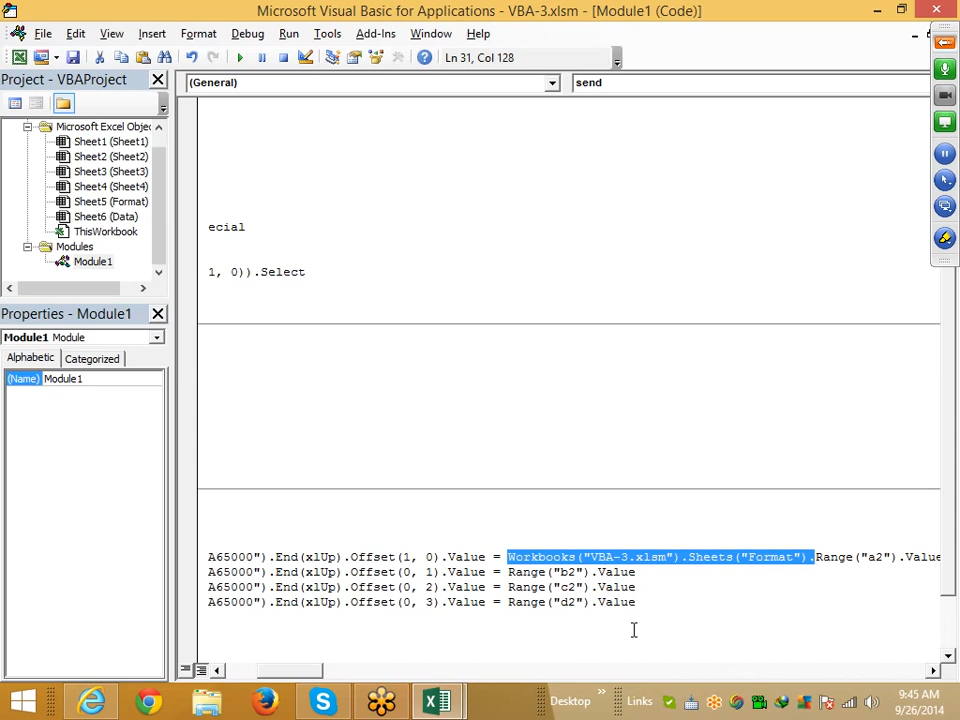 Microsoft Visual Basic for Applications - VBA-3.xlsm - [Module1 (Code)]
File Edit View Insert Format Debug Run Tools Add-Ins Window Help
Ln 31, Col 128
Project - VBAProject
(General)
send
Microsoft Excel Objec
Sheet1 (Sheet1)
Sheet2 (Sheet2)
Sheet3 (Sheet3)
Sheet4 (Sheet4)
Sheet5 (Format)
Sheet6 (Data)
ThisWorkbook
Modules
Module1
Properties - Module1
Module1 Module
Alphabetic Categorized
(Name) Module1
ecial
1, 0)).Select
A65000").End(xlUp).Offset(1, 0).Value = Workbooks("VBA-3.xlsm").Sheets("Format").Range("a2").Value
A65000").End(xlUp).Offset(0, 1).Value = Range("b2").Value
A65000").End(xlUp).Offset(0, 2).Value = Range("c2").Value
A65000").End(xlUp).Offset(0, 3).Value = Range("d2").Value
Desktop
Links
9:45 AM
9/26/2014